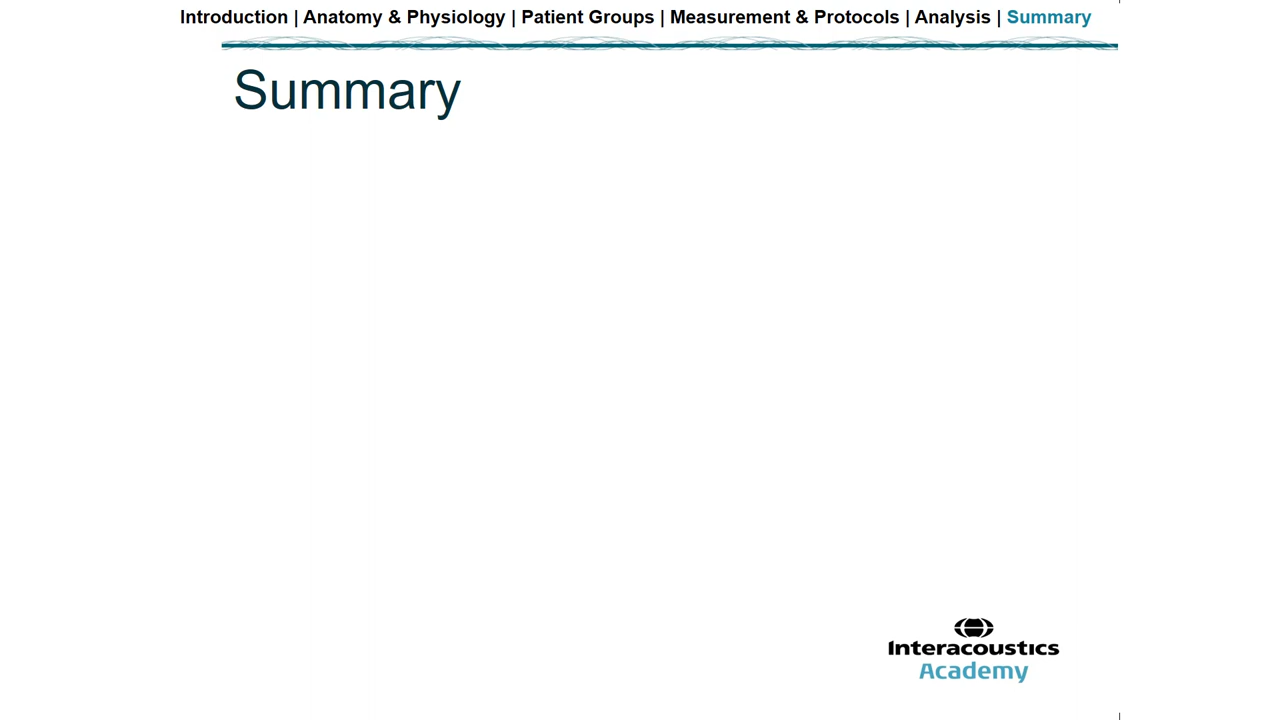 Introduction | Anatomy & Physiology | Patient Groups | Measurement & Protocols | Analysis | Summary
Summary
Interacoustics
Academy